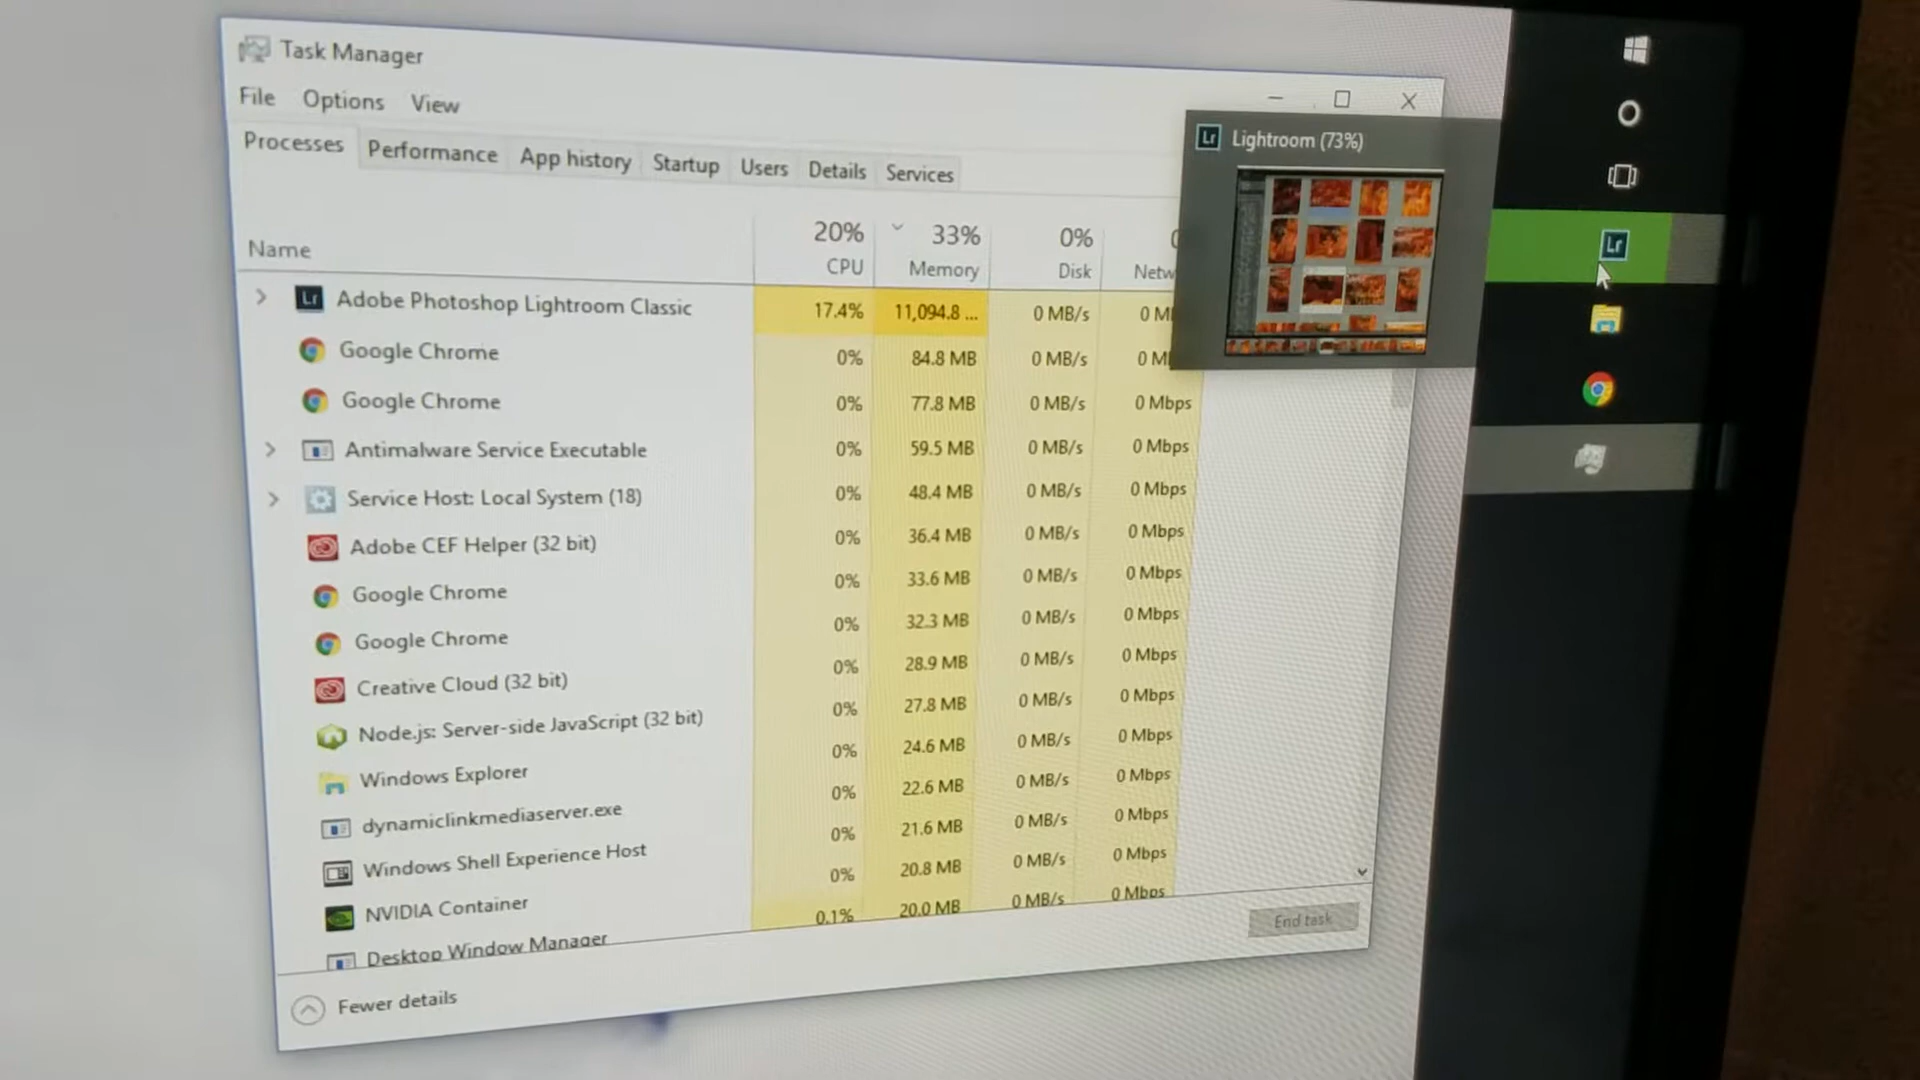 Task Manager
File Options View
Lr Lightroom (73%)
Processes Performance App history Startup Users Details Services
20% 33% 0% 0
Name CPU Memory Disk Netw
Lr Adobe Photoshop Lightroom Classic 17.4% 11,094.8 ... 0 MB/s 0 M
Google Chrome 0% 84.8 MB 0 MB/s 0 M
Google Chrome 0% 77.8 MB 0 MB/s 0 Mbps
Antimalware Service Executable 0% 59.5 MB 0 MB/s 0 Mbps
Service Host: Local System (18) 0% 48.4 MB 0 MB/s 0 Mbps
Adobe CEF Helper (32 bit) 0% 36.4 MB 0 MB/s 0 Mbps
Google Chrome 0% 33.6 MB 0 MB/s 0 Mbps
Google Chrome 0% 32.3 MB 0 MB/s 0 Mbps
Creative Cloud (32 bit) 0% 28.9 MB 0 MB/s 0 Mbps
Node.js: Server-side JavaScript (32 bit) 0% 27.8 MB 0 MB/s 0 Mbps
Windows Explorer 0% 24.6 MB 0 MB/s 0 Mbps
dynamiclinkmediaserver.exe 0% 22.6 MB 0 MB/s 0 Mbps
Windows Shell Experience Host 0% 21.6 MB 0 MB/s 0 Mbps
NVIDIA Container 0% 20.8 MB 0 MB/s 0 Mbps
Desktop Window Manager 0.1% 20.0 MB 0 MB/s 0 Mbps
Fewer details
End task
Lr